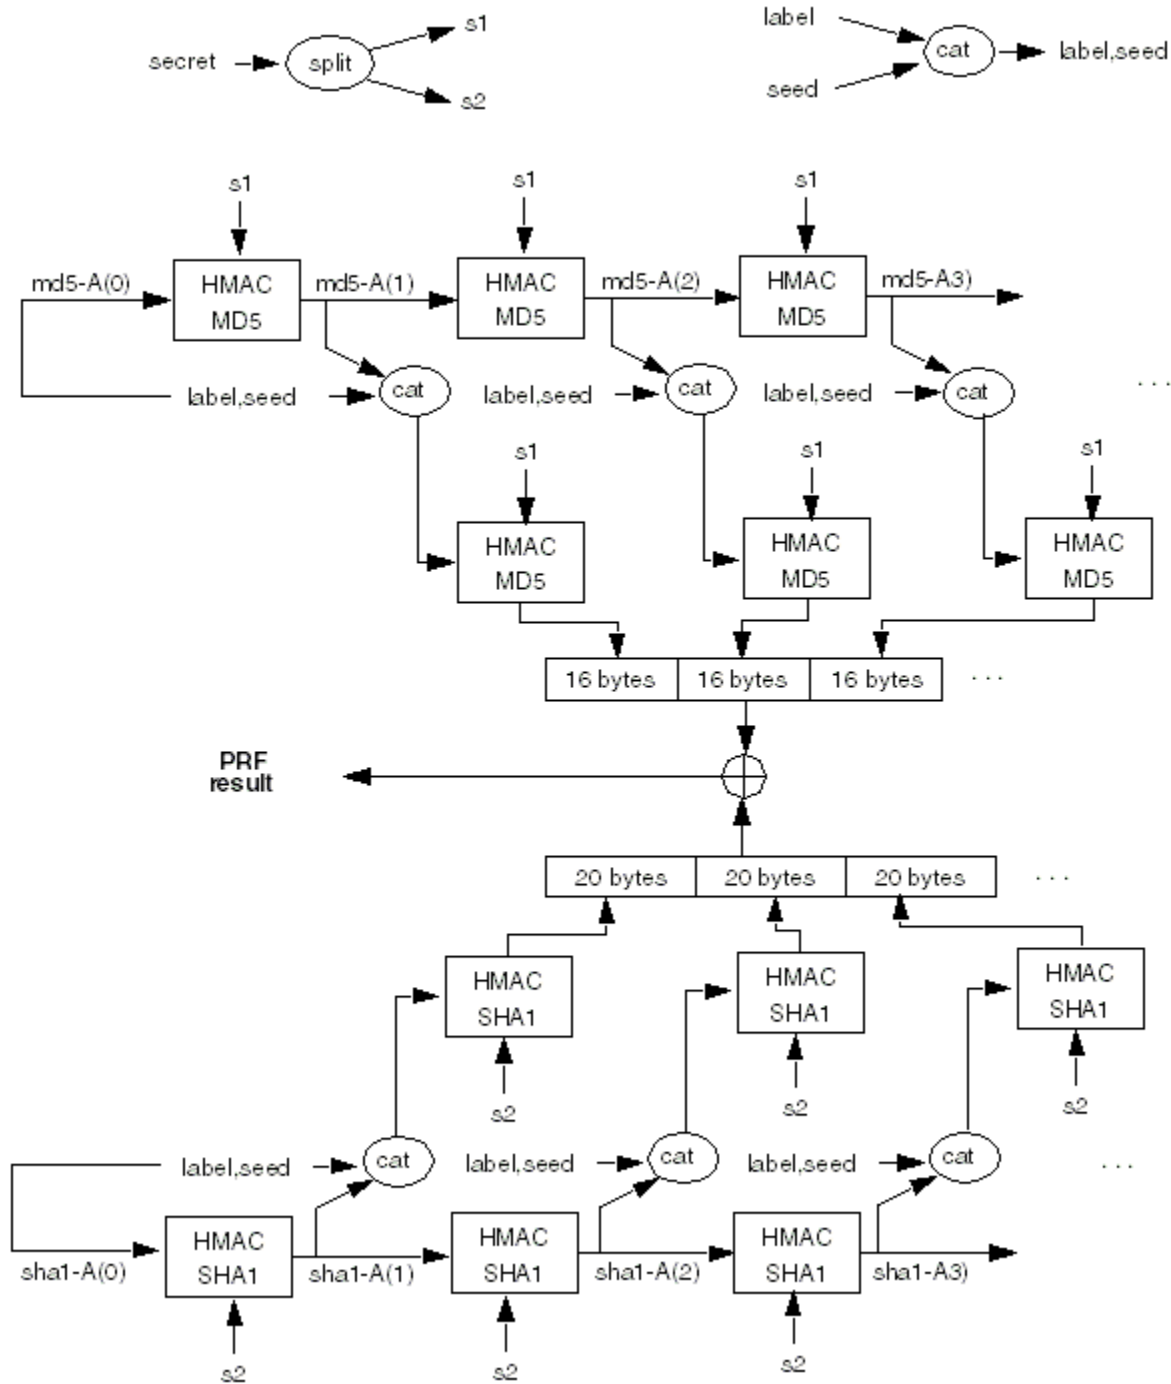 secret
split
s1
s2
label
seed
cat
label,seed
s1
s1
s1
md5-A(0)
HMAC
MD5
md5-A(1)
HMAC
MD5
md5-A(2)
HMAC
MD5
md5-A3)
label,seed
cat
label,seed
cat
label,seed
cat
. . .
s1
s1
s1
HMAC
MD5
HMAC
MD5
HMAC
MD5
16 bytes
16 bytes
16 bytes
. . .
PRF
result
20 bytes
20 bytes
20 bytes
. . .
HMAC
SHA1
HMAC
SHA1
HMAC
SHA1
s2
s2
s2
label,seed
cat
label,seed
cat
label,seed
cat
. . .
sha1-A(0)
HMAC
SHA1
sha1-A(1)
HMAC
SHA1
sha1-A(2)
HMAC
SHA1
sha1-A3)
s2
s2
s2